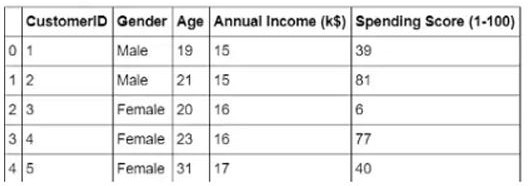 CustomerID Gender Age Annual Income (k$) Spending Score (1-100)
0 1 Male 19 15 39
1 2 Male 21 15 81
2 3 Female 20 16 6
3 4 Female 23 16 77
4 5 Female 31 17 40